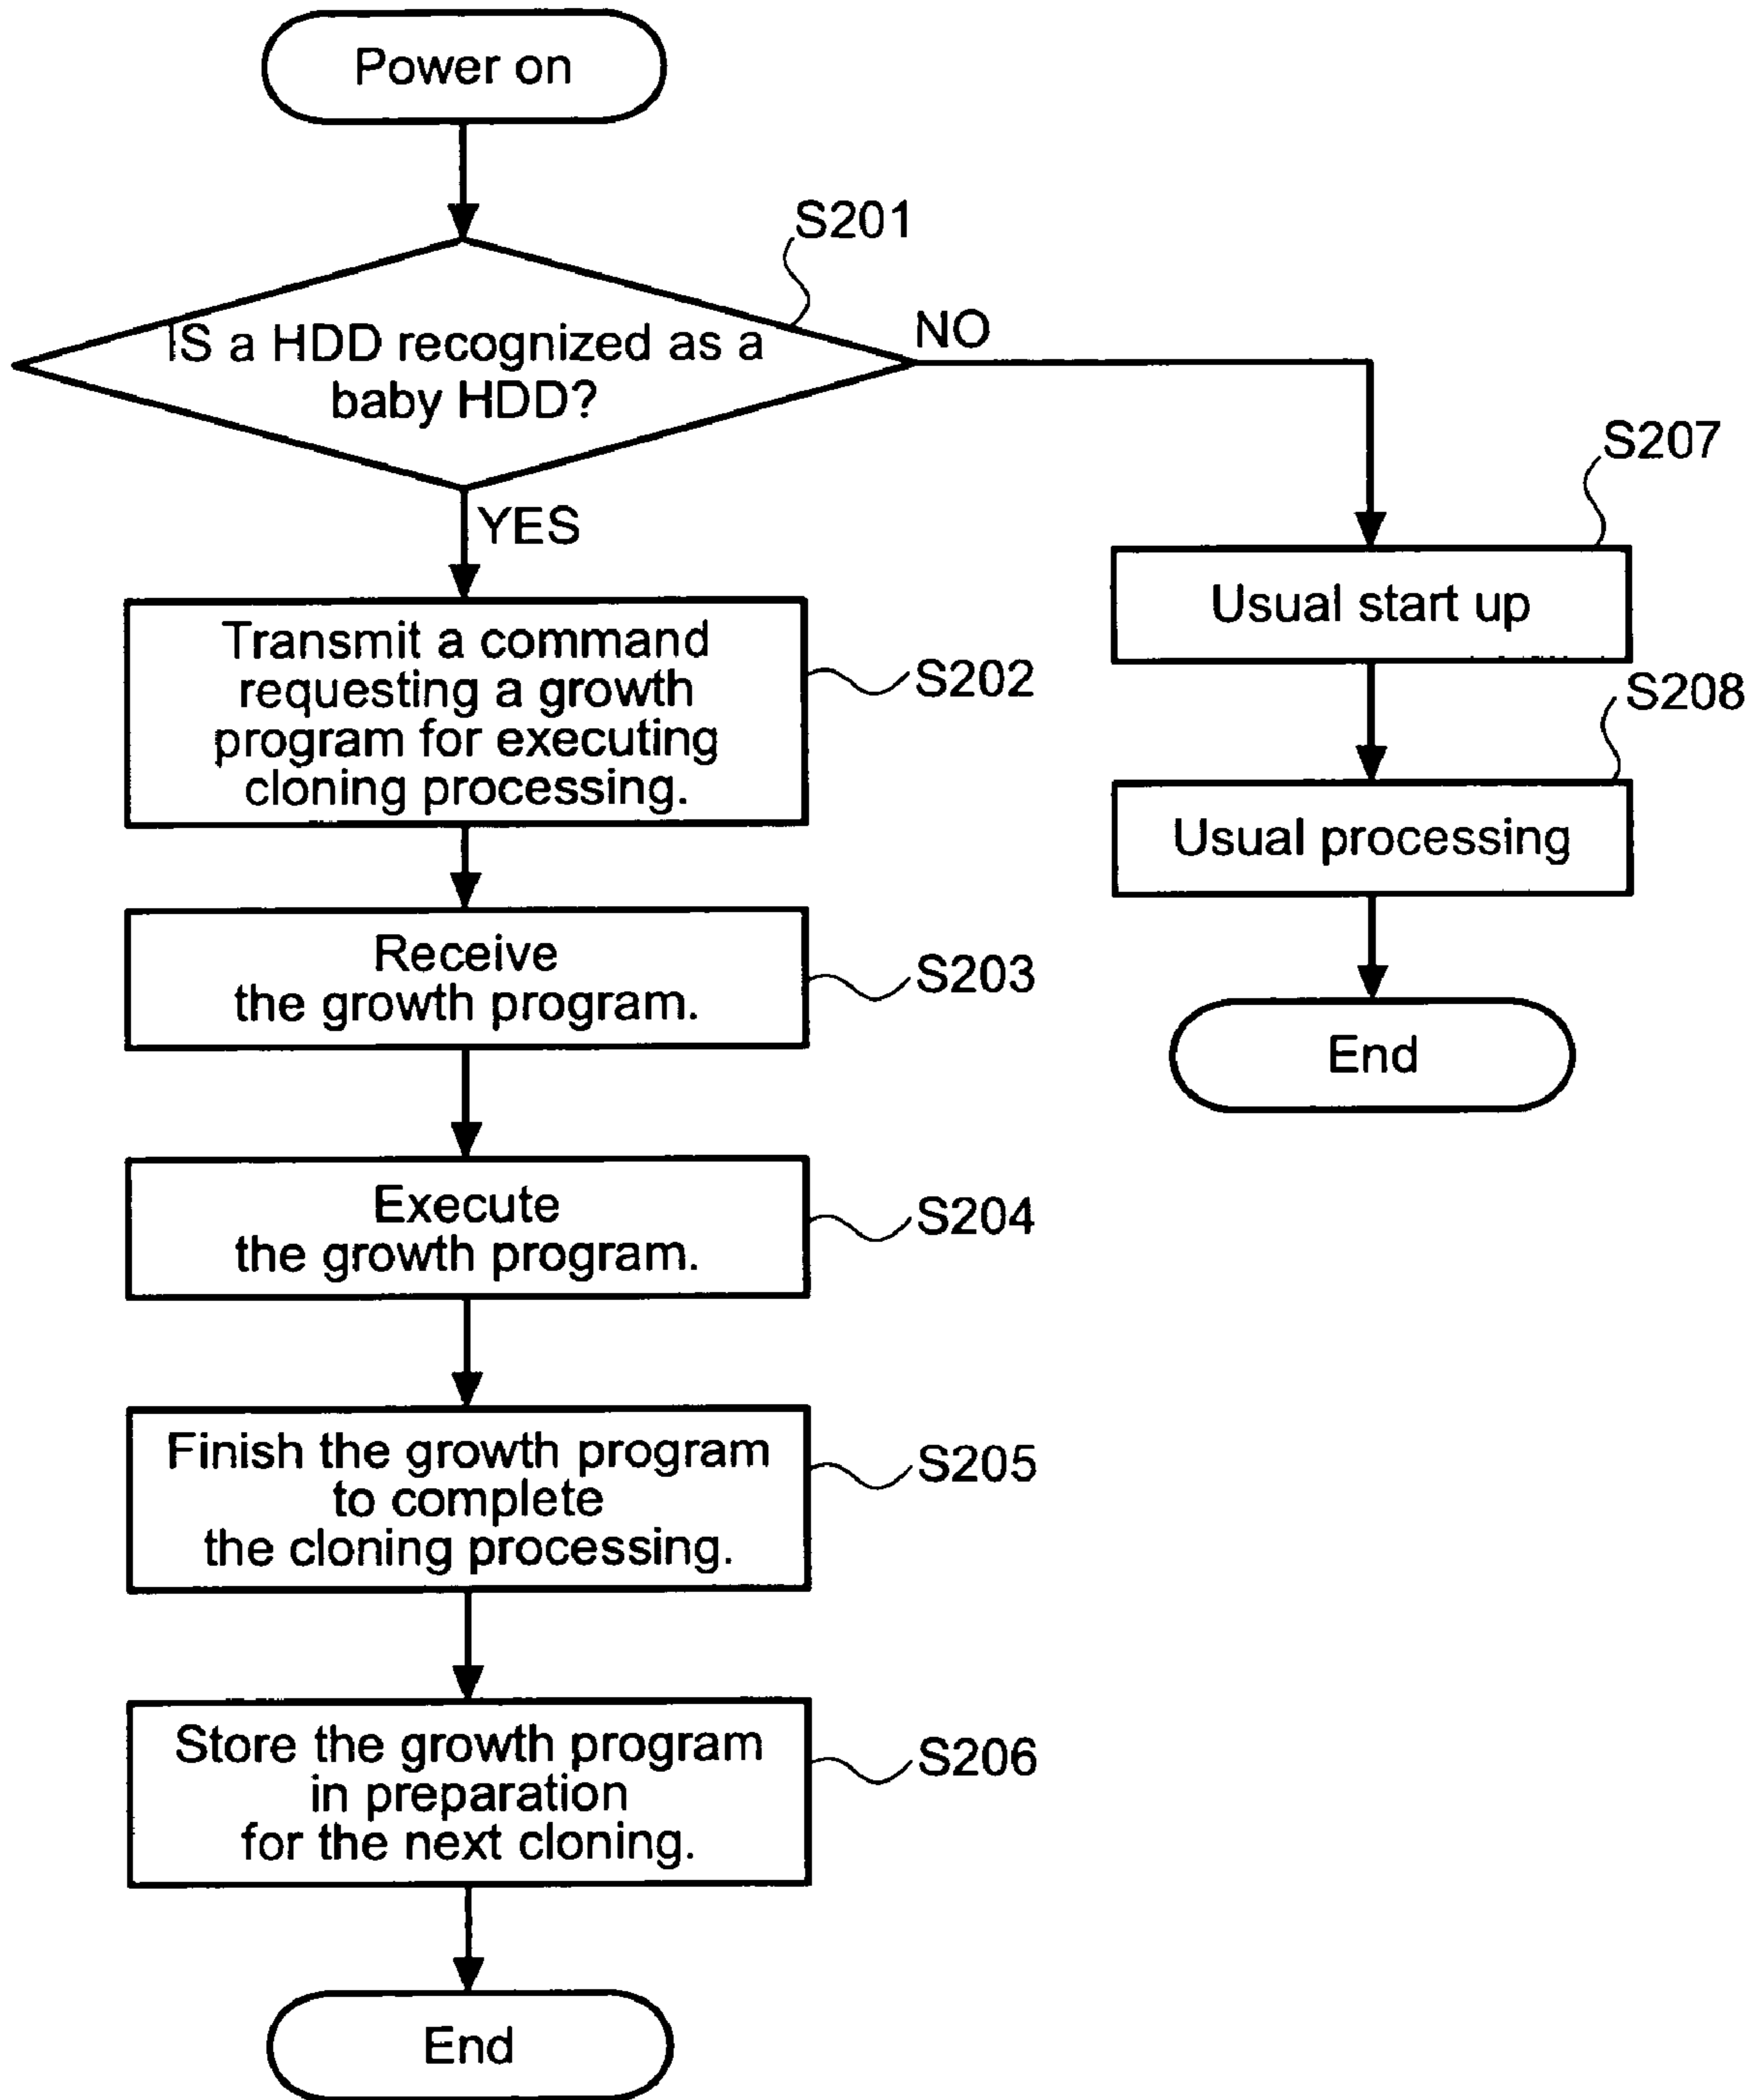 Power on
S201
IS a HDD recognized as a
baby HDD?
NO
YES
S207
Usual start up
Transmit a command
requesting a growth
program for executing
cloning processing.
S202
S208
Usual processing
Receive
the growth program.
S203
End
Execute
the growth program.
S204
Finish the growth program
to complete
the cloning processing.
S205
Store the growth program
in preparation
for the next cloning.
S206
End